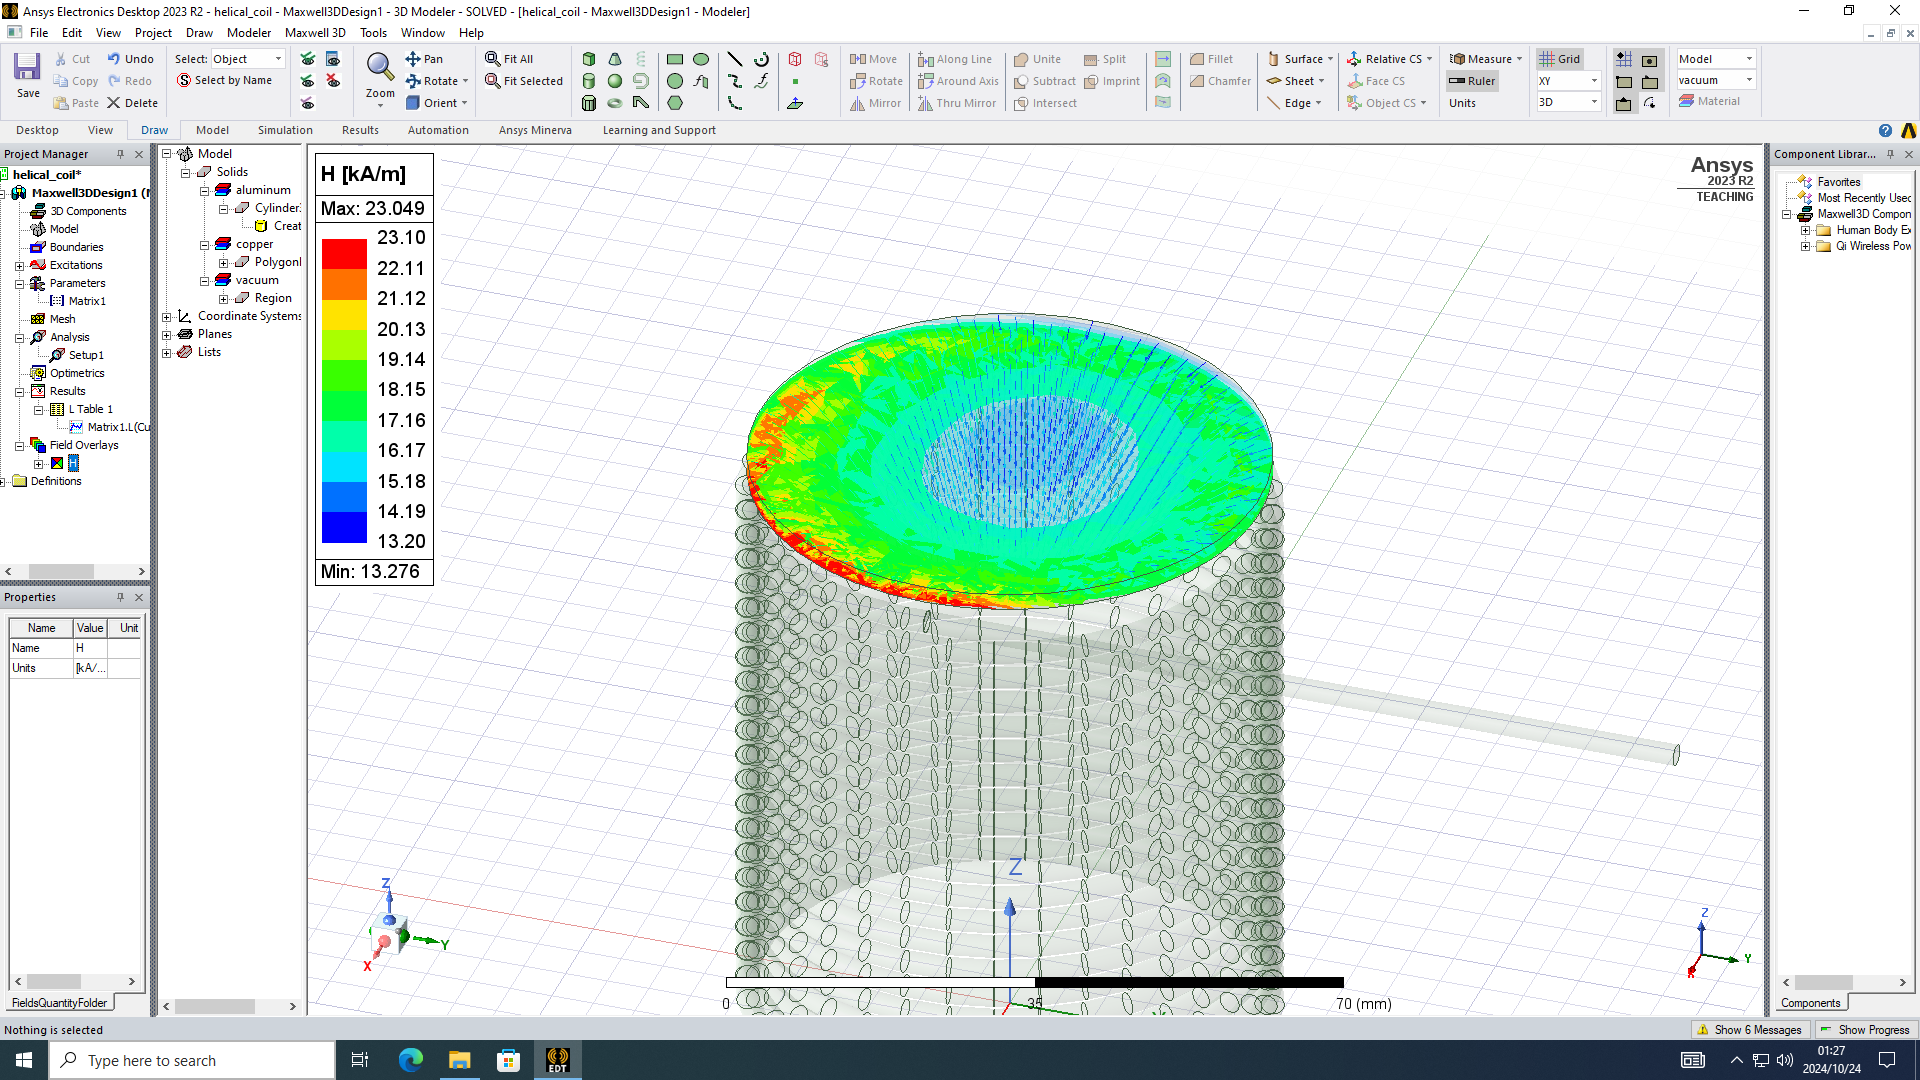 Ansys Electronics Desktop 2023 R2 - helical_coil - Maxwell3DDesign1 - 3D Modeler - SOLVED - [helical_coil - Maxwell3DDesign1 - Modeler]
File Edit View Project Draw Modeler Maxwell 3D Tools Window Help
Save
Cut Undo
Copy Redo
Paste Delete
Select: Object
Select by Name
Zoom
Pan
Rotate
Orient
Fit All
Fit Selected
Move Along Line Unite Split
Rotate Around Axis Subtract Imprint
Mirror Thru Mirror Intersect
Fillet
Chamfer
Surface
Sheet
Edge
Relative CS
Face CS
Object CS
Measure
Ruler
Units
Grid
XY
3D
Model
vacuum
Material
Desktop View Draw Model Simulation Results Automation Ansys Minerva Learning and Support
Project Manager
helical_coil*
Maxwell3DDesign1 (
3D Components
Model
Boundaries
Excitations
Parameters
Matrix1
Mesh
Analysis
Setup1
Optimetrics
Results
L Table 1
Matrix1.L(Cu
Field Overlays
H
Definitions
Properties
Name Value Unit
Name H
Units [kA/...
FieldsQuantityFolder
Model
Solids
aluminum
Cylinder
Creat
copper
Polygon
vacuum
Region
Coordinate Systems
Planes
Lists
H [kA/m]
Max: 23.049
23.10
22.11
21.12
20.13
19.14
18.15
17.16
16.17
15.18
14.19
13.20
Min: 13.276
Ansys
2023 R2
TEACHING
Z
Z
Y
X
Z
Y
X
0 35 70 (mm)
Component Librar...
Favorites
Most Recently Used
Maxwell3D Compon
Human Body Ex
Qi Wireless Pow
Components
Nothing is selected
Show 6 Messages Show Progress
Type here to search
EDT
01:27
2024/10/24